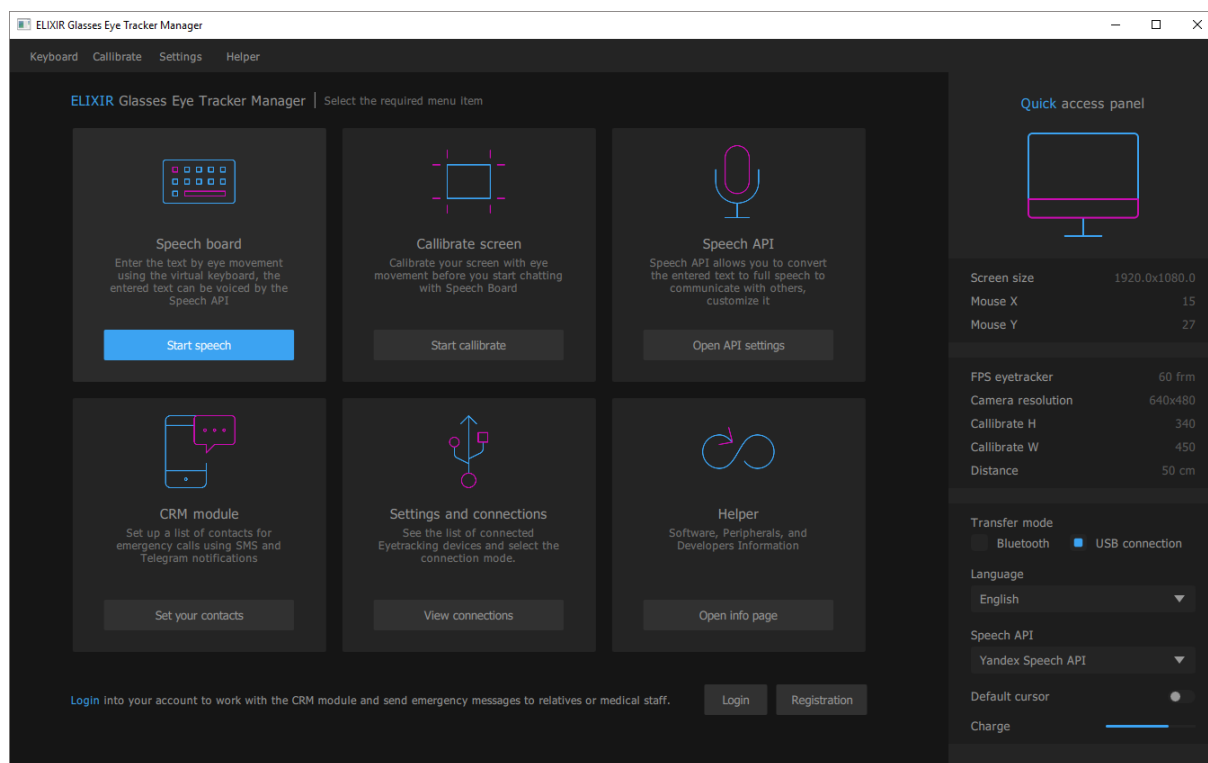 ELIXIR Glasses Eye Tracker Manager
Keyboard Callibrate Settings Helper
ELIXIR Glasses Eye Tracker Manager | Select the required menu item
Speech board
Enter the text by eye movement
using the virtual keyboard, the
entered text can be voiced by the
Speech API
Start speech
Callibrate screen
Calibrate your screen with eye
movement before you start chatting
with Speech Board
Start callibrate
Speech API
Speech API allows you to convert
the entered text to full speech to
communicate with others,
customize it
Open API settings
CRM module
Set up a list of contacts for
emergency calls using SMS and
Telegram notifications
Set your contacts
Settings and connections
See the list of connected
Eyetracking devices and select the
connection mode.
View connections
Helper
Software, Peripherals, and
Developers Information
Open info page
Login into your account to work with the CRM module and send emergency messages to relatives or medical staff.
Login
Registration
Quick access panel
Screen size 1920.0x1080.0
Mouse X 15
Mouse Y 27
FPS eyetracker 60 frm
Camera resolution 640x480
Callibrate H 340
Callibrate W 450
Distance 50 cm
Transfer mode
Bluetooth USB connection
Language
English
Speech API
Yandex Speech API
Default cursor
Charge